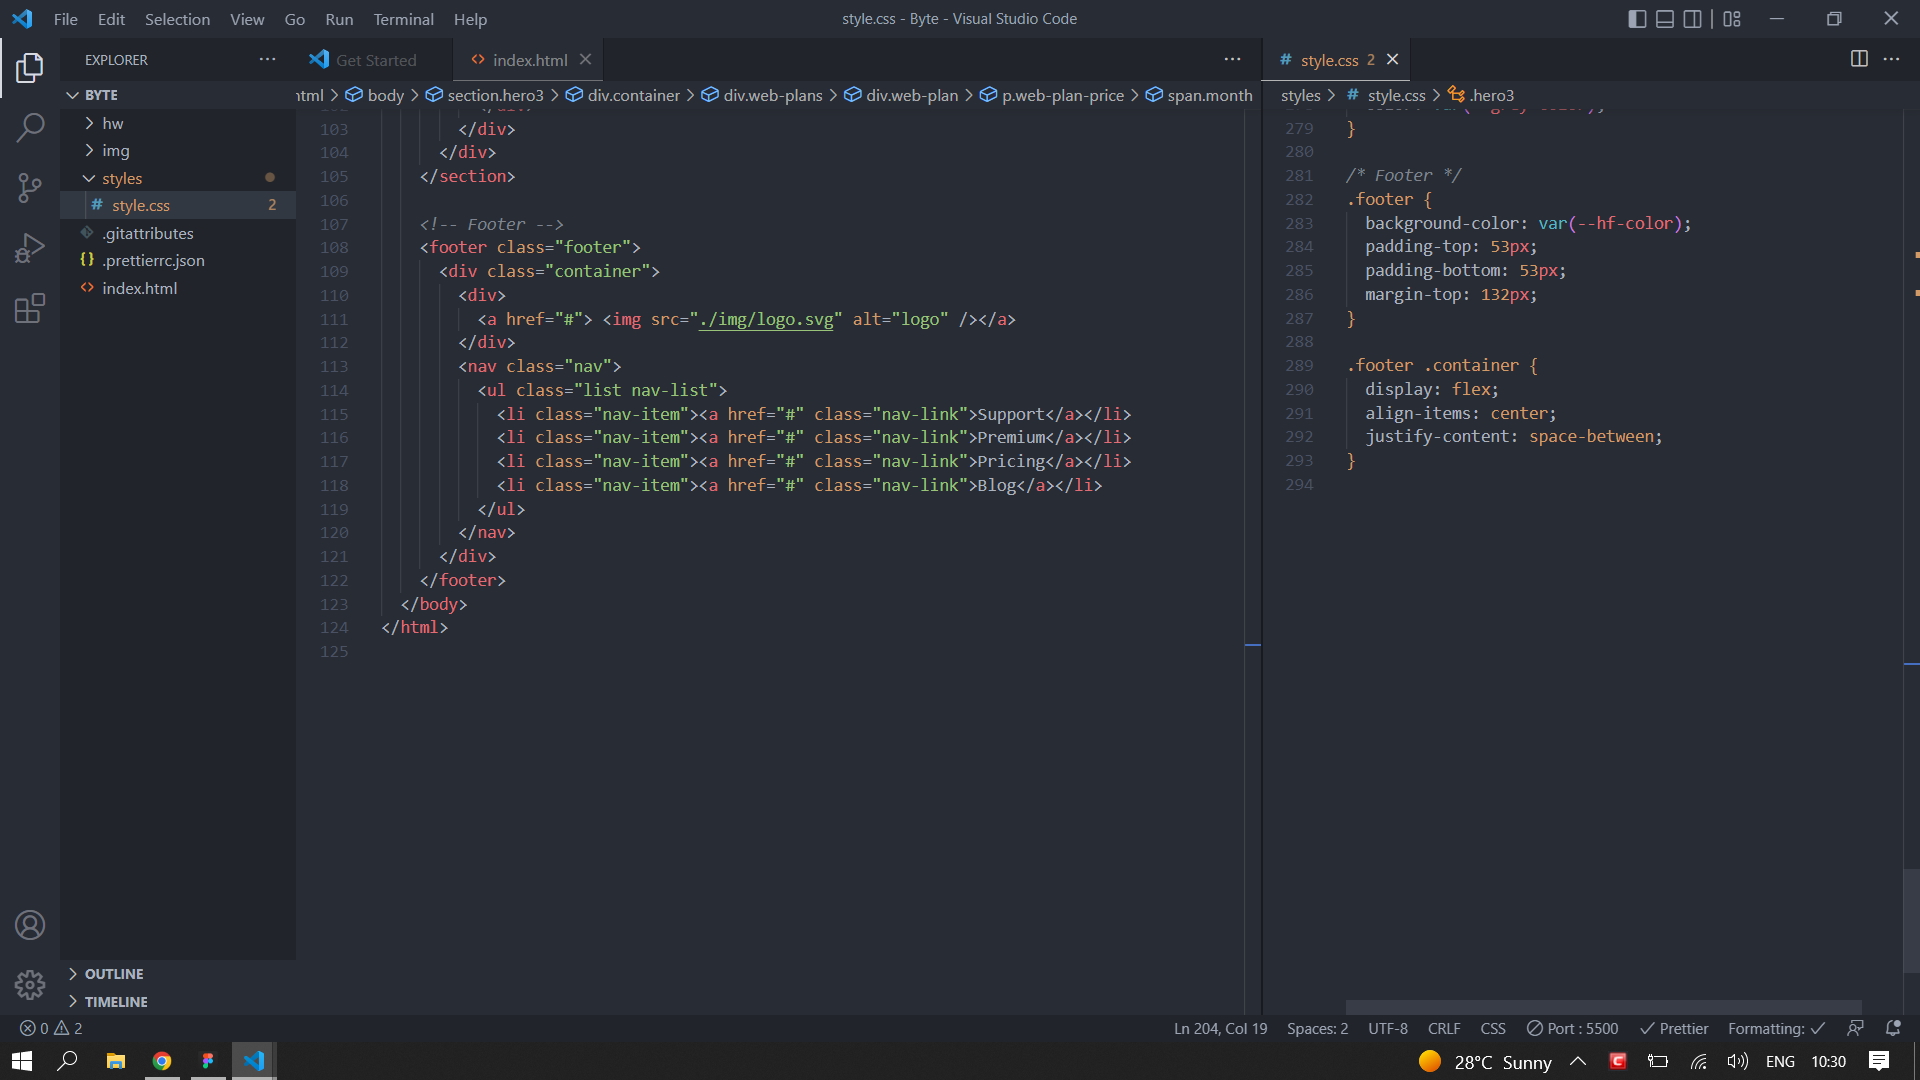 File Edit Selection View Go Run Terminal Help
style.css - Byte - Visual Studio Code
EXPLORER
Get Started
index.html
style.css 2
BYTE
hw
img
styles
style.css 2
.gitattributes
.prettierrc.json
index.html
OUTLINE
TIMELINE
html > body > section.hero3 > div.container > div.web-plans > div.web-plan > p.web-plan-price > span.month
103 </div>
104 </div>
105 </section>
106
107 <!-- Footer -->
108 <footer class="footer">
109 <div class="container">
110 <div>
111 <a href="#"> <img src="./img/logo.svg" alt="logo" /></a>
112 </div>
113 <nav class="nav">
114 <ul class="list nav-list">
115 <li class="nav-item"><a href="#" class="nav-link">Support</a></li>
116 <li class="nav-item"><a href="#" class="nav-link">Premium</a></li>
117 <li class="nav-item"><a href="#" class="nav-link">Pricing</a></li>
118 <li class="nav-item"><a href="#" class="nav-link">Blog</a></li>
119 </ul>
120 </nav>
121 </div>
122 </footer>
123 </body>
124 </html>
125
styles > # style.css > .hero3
279 }
280
281 /* Footer */
282 .footer {
283 background-color: var(--hf-color);
284 padding-top: 53px;
285 padding-bottom: 53px;
286 margin-top: 132px;
287 }
288
289 .footer .container {
290 display: flex;
291 align-items: center;
292 justify-content: space-between;
293 }
294
0 2
Ln 204, Col 19 Spaces: 2 UTF-8 CRLF CSS Port : 5500 Prettier Formatting:
28°C Sunny ENG 10:30